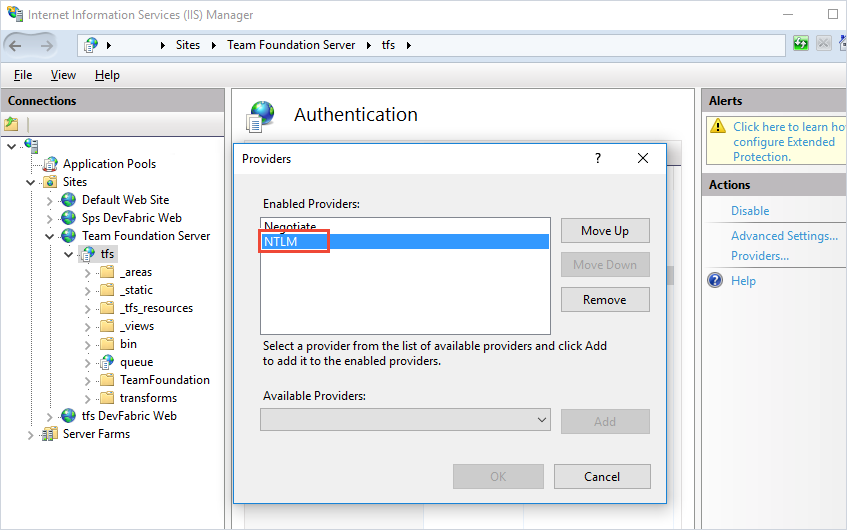 Internet Information Services (IIS) Manager
Sites Team Foundation Server tfs
File View Help
Connections
Application Pools
Sites
Default Web Site
Sps DevFabric Web
Team Foundation Server
tfs
_areas
_static
_tfs_resources
_views
bin
queue
TeamFoundation
transforms
tfs DevFabric Web
Server Farms
Authentication
Providers
?
Enabled Providers:
Negotiate
NTLM
Move Up
Move Down
Remove
Select a provider from the list of available providers and click Add
to add it to the enabled providers.
Available Providers:
Add
OK
Cancel
Alerts
Click here to learn ho
configure Extended
Protection.
Actions
Disable
Advanced Settings...
Providers...
Help